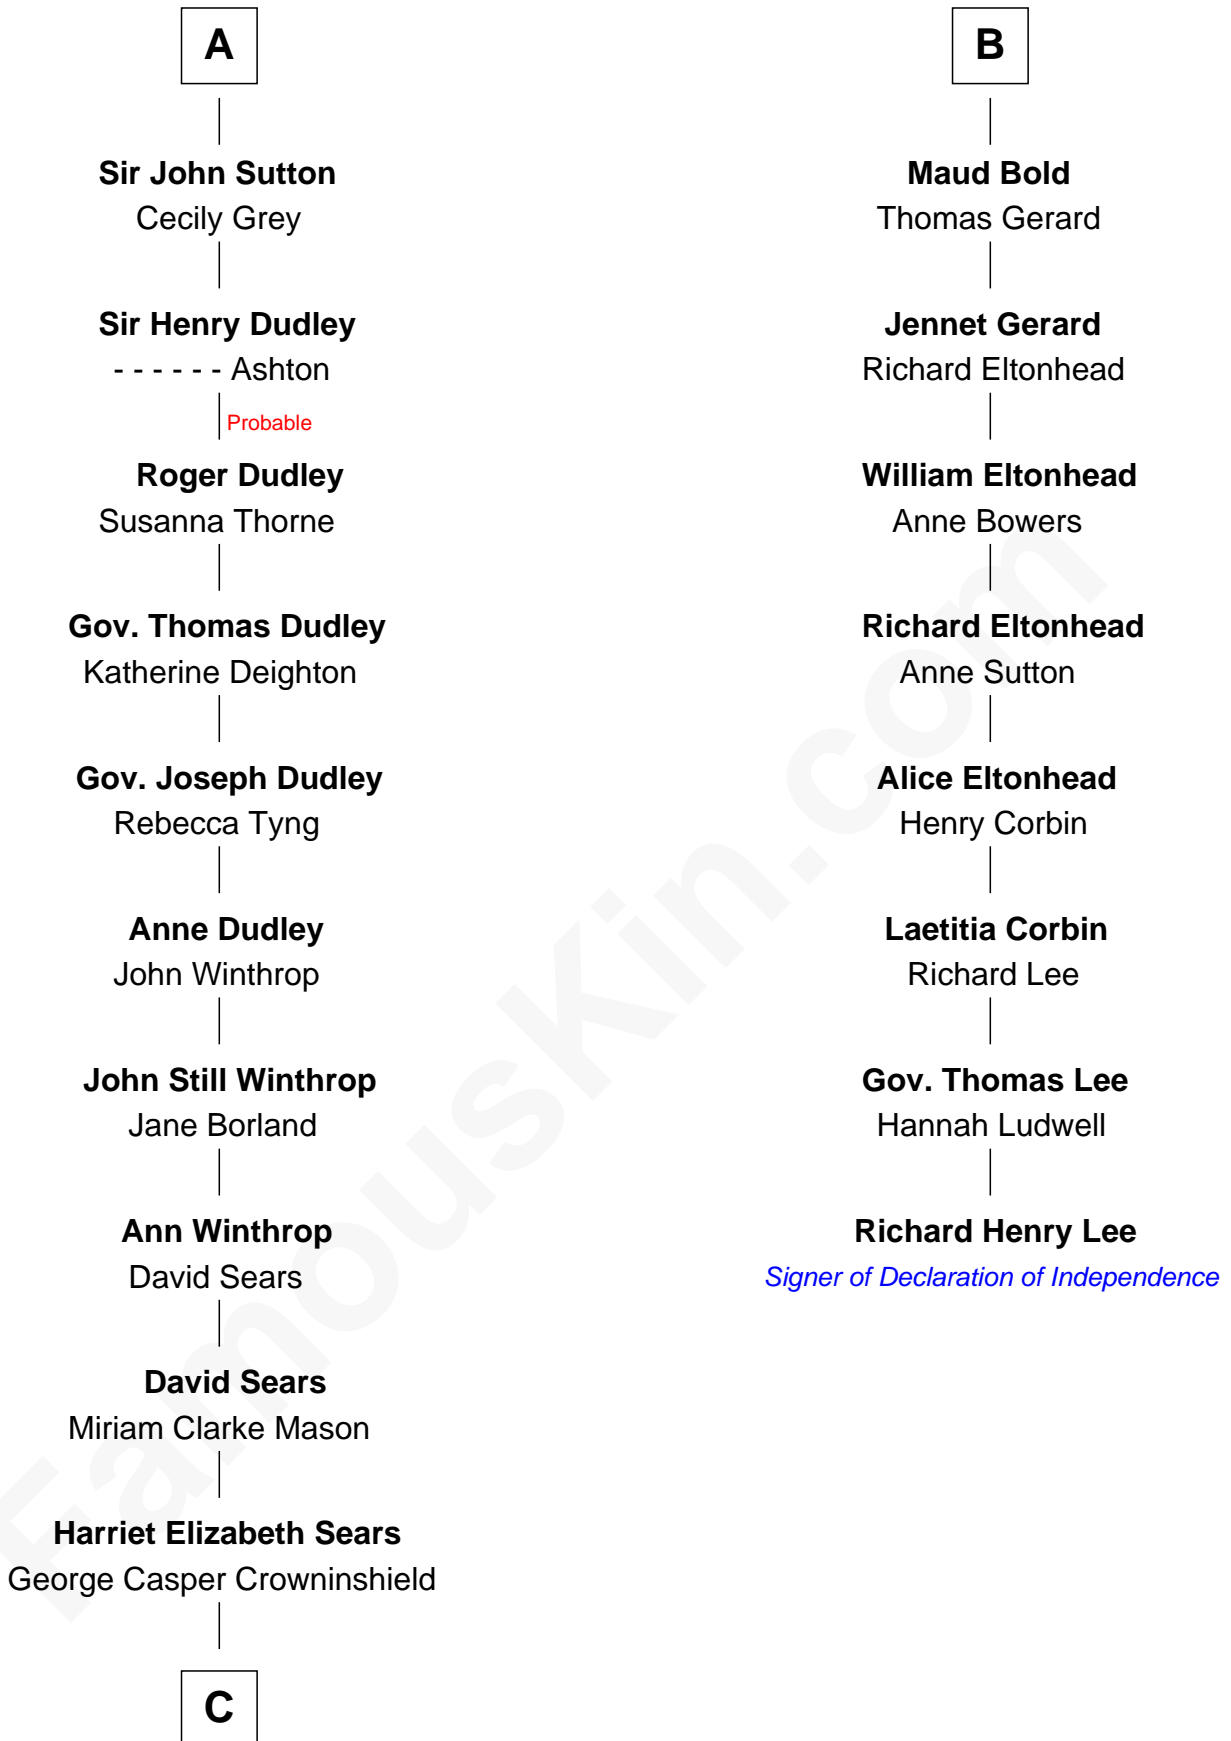 A
Sir John Sutton
Cecily Grey
Sir Henry Dudley
- - - - - - Ashton
Probable
Roger Dudley
Susanna Thorne
Gov. Thomas Dudley
Katherine Deighton
Gov. Joseph Dudley
Rebecca Tyng
Anne Dudley
John Winthrop
John Still Winthrop
Jane Borland
Ann Winthrop
David Sears
David Sears
Miriam Clarke Mason
Harriet Elizabeth Sears
George Casper Crowninshield
C
B
Maud Bold
Thomas Gerard
Jennet Gerard
Richard Eltonhead
William Eltonhead
Anne Bowers
Richard Eltonhead
Anne Sutton
Alice Eltonhead
Henry Corbin
Laetitia Corbin
Richard Lee
Gov. Thomas Lee
Hannah Ludwell
Richard Henry Lee
Signer of Declaration of Independence
FamousKin.com